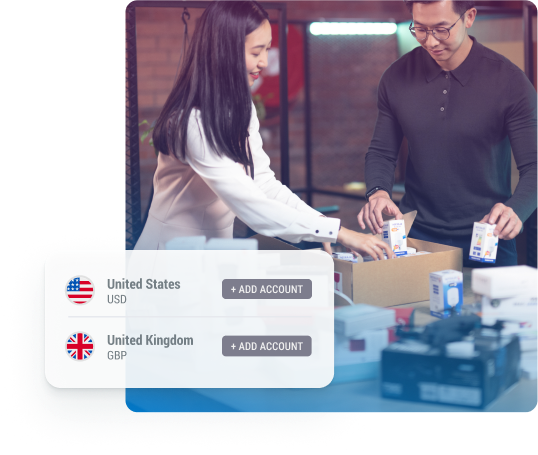 United States
USD
+ ADD ACCOUNT
United Kingdom
GBP
+ ADD ACCOUNT